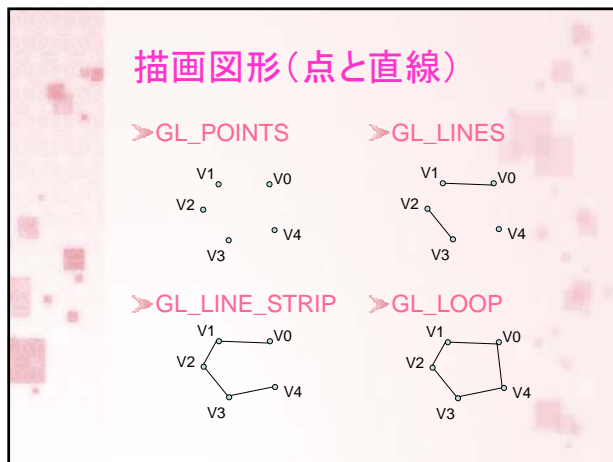 描画図形(点と直線)
GL_POINTS
V1 V0
V2
V3 V4
GL_LINES
V1 V0
V2
V3 V4
GL_LINE_STRIP
V1 V0
V2
V3 V4
GL_LOOP
V1 V0
V2
V3 V4